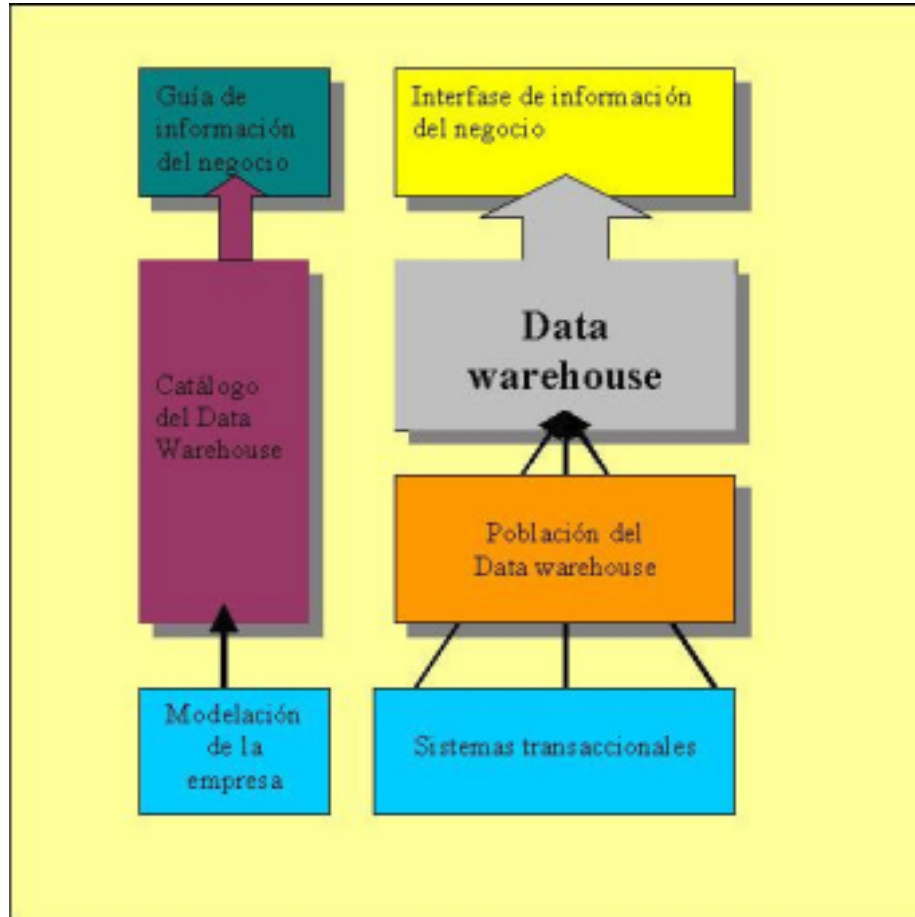 Guía de
información
del negocio
Interfase de información
del negocio
Data
warehouse
Catálogo
del Data
Warehouse
Población del
Data warehouse
Modelación
de la
empresa
Sistemas transaccionales